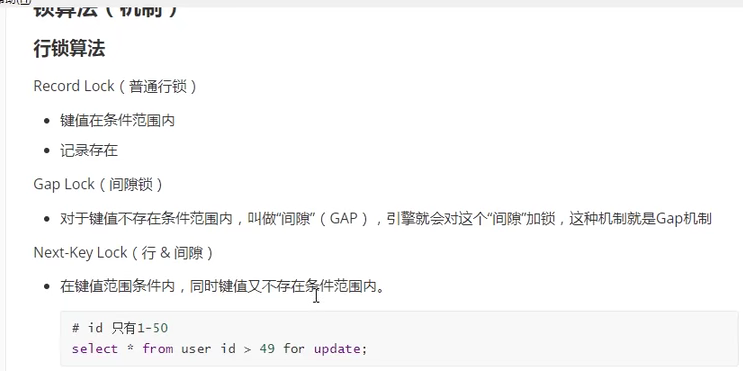 锁算法（机制）
行锁算法
Record Lock（普通行锁）
键值在条件范围内
记录存在
Gap Lock（间隙锁）
对于键值不存在条件范围内，叫做“间隙”（GAP），引擎就会对这个“间隙”加锁，这种机制就是Gap机制
Next-Key Lock（行 & 间隙）
在键值范围条件内，同时键值又不存在条件范围内。
# id 只有1-50
select * from user id > 49 for update;